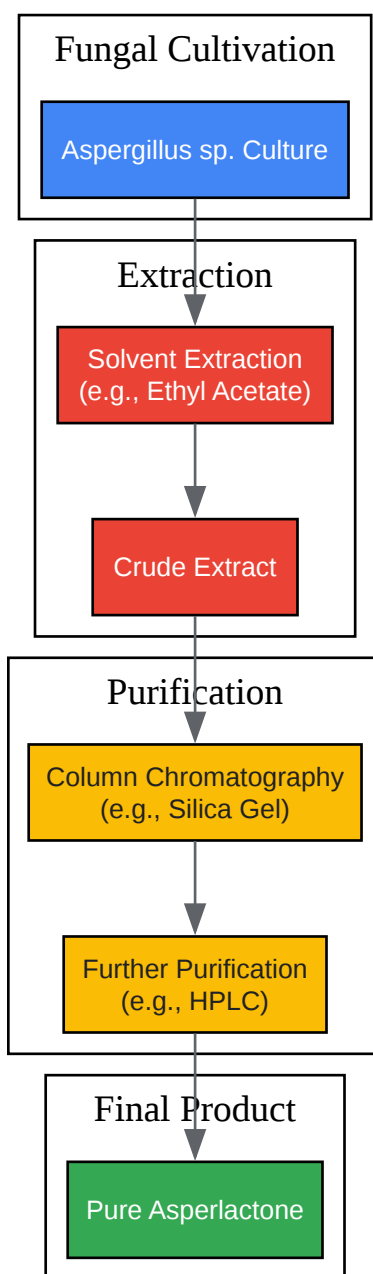 Fungal Cultivation
Aspergillus sp. Culture
Extraction
Solvent Extraction
(e.g., Ethyl Acetate)
Crude Extract
Purification
Column Chromatography
(e.g., Silica Gel)
Further Purification
(e.g., HPLC)
Final Product
Pure Asperlactone